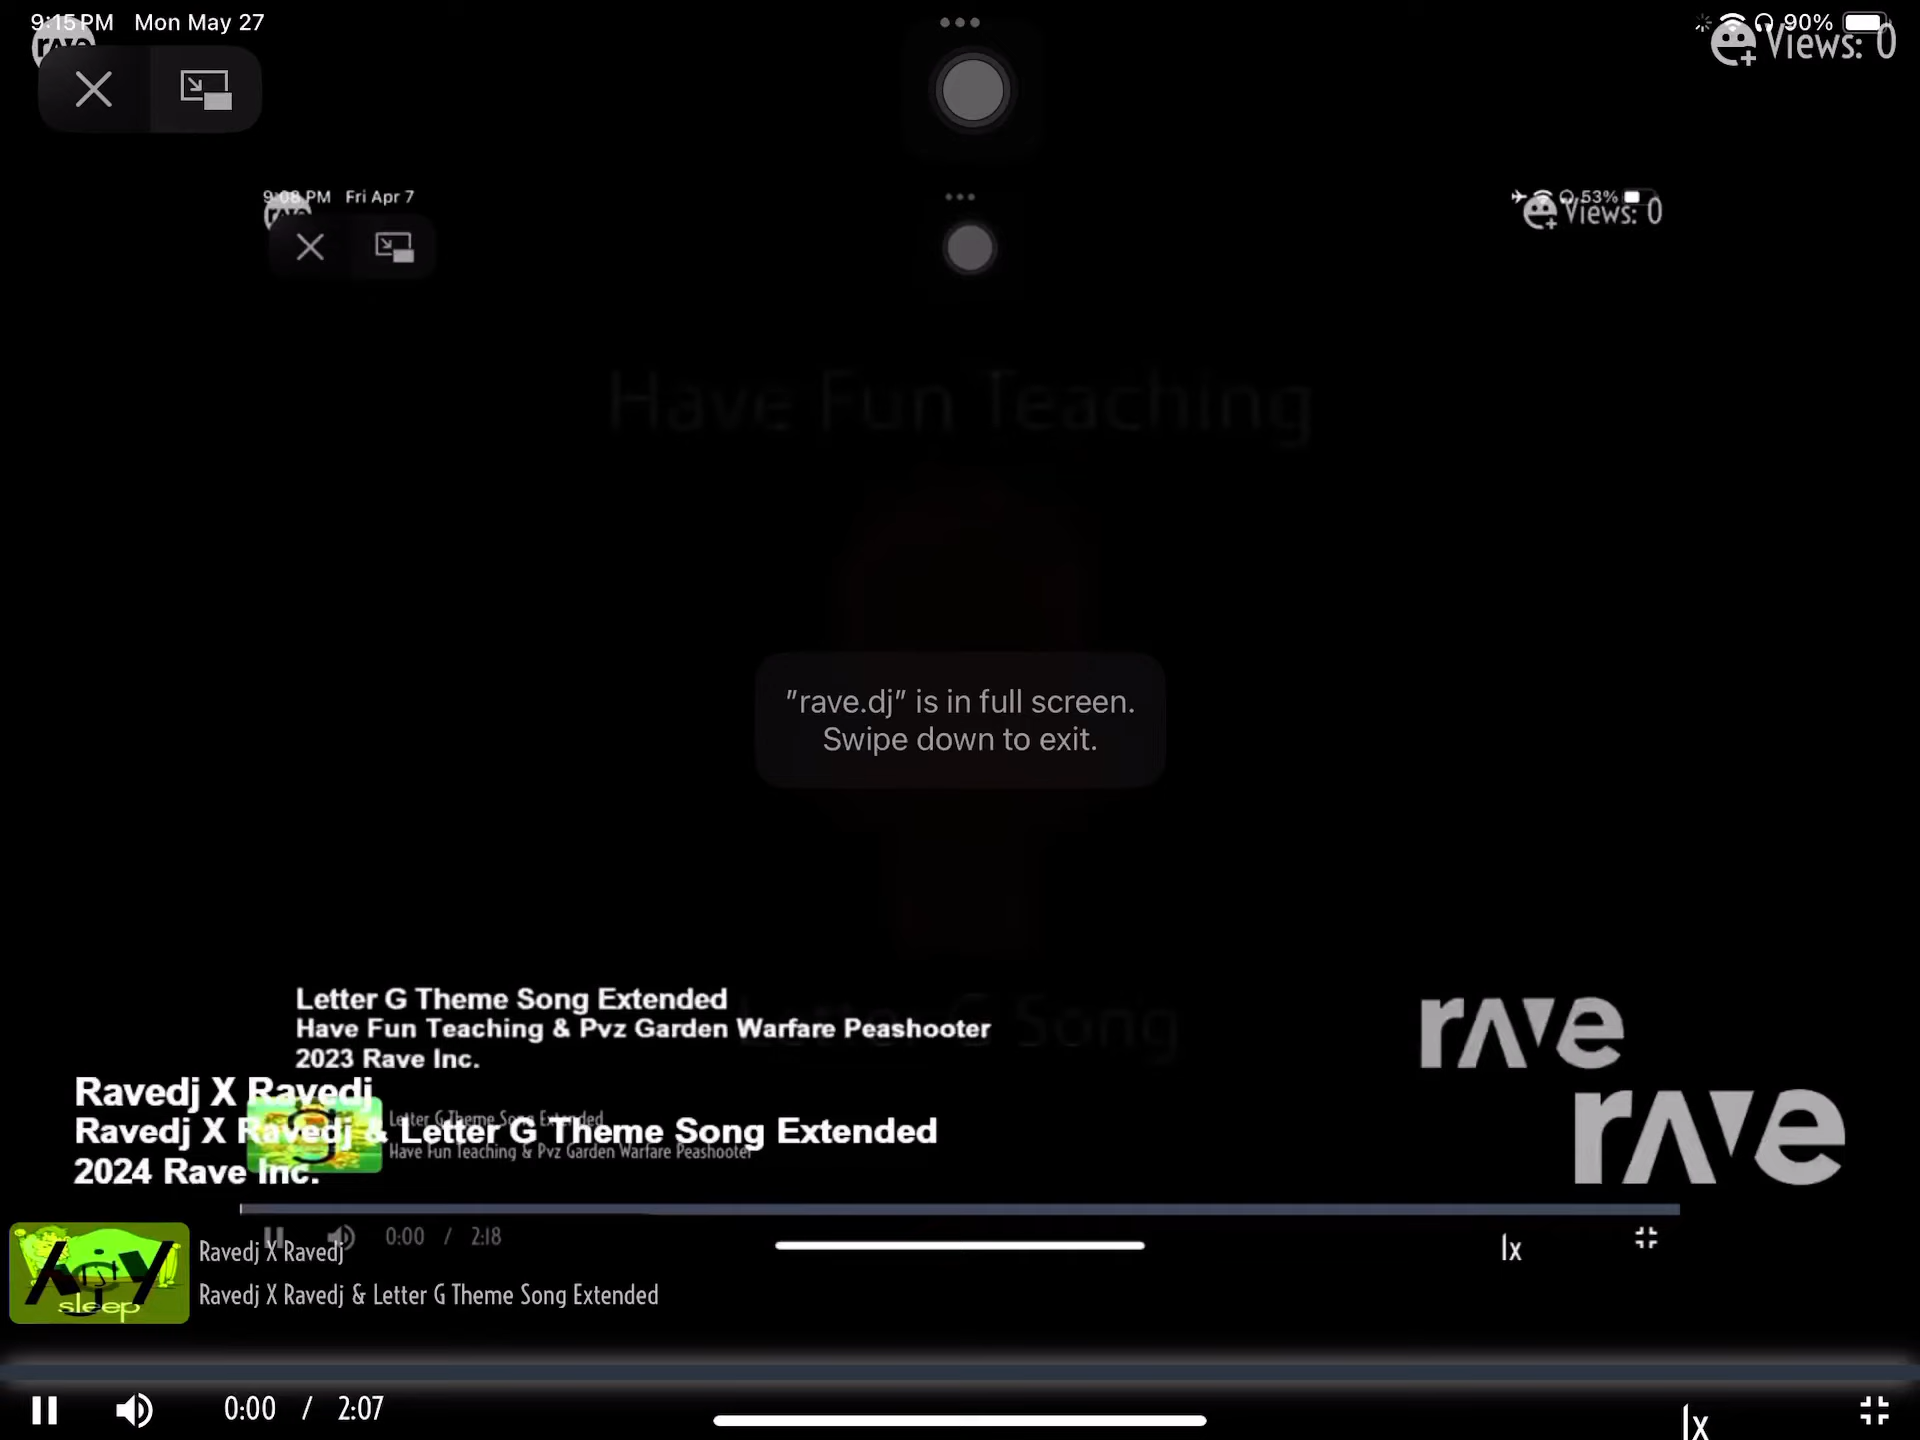 9:15 PM Mon May 27
90%
rave
Views: 0
9:08 PM Fri Apr 7
53%
rave
Views: 0
Have Fun Teaching
"rave.dj" is in full screen.
Swipe down to exit.
Letter G Theme Song Extended
Have Fun Teaching & Pvz Garden Warfare Peashooter
2023 Rave Inc.
Letter G Song
rave
Ravedj X Ravedj
Ravedj X Ravedj & Letter G Theme Song Extended
2024 Rave Inc.
rave
Letter G Theme Song Extended
Have Fun Teaching & Pvz Garden Warfare Peashooter
0:00 / 2:18
1x
sleep
Ravedj X Ravedj
Ravedj X Ravedj & Letter G Theme Song Extended
0:00 / 2:07
1x